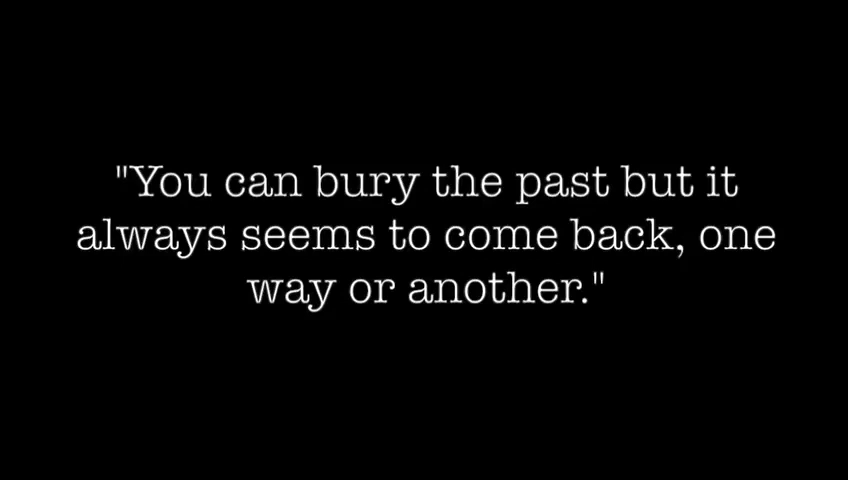 "You can bury the past but it
always seems to come back, one
way or another."